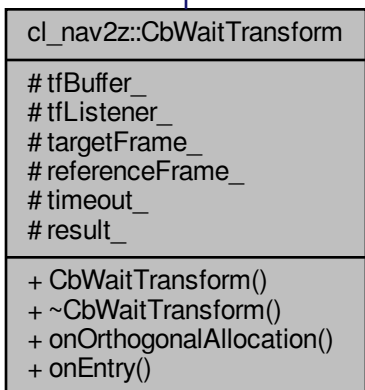 cl_nav2z::CbWaitTransform
# tfBuffer_
# tfListener_
# targetFrame_
# referenceFrame_
# timeout_
# result_
+ CbWaitTransform()
+ ~CbWaitTransform()
+ onOrthogonalAllocation()
+ onEntry()